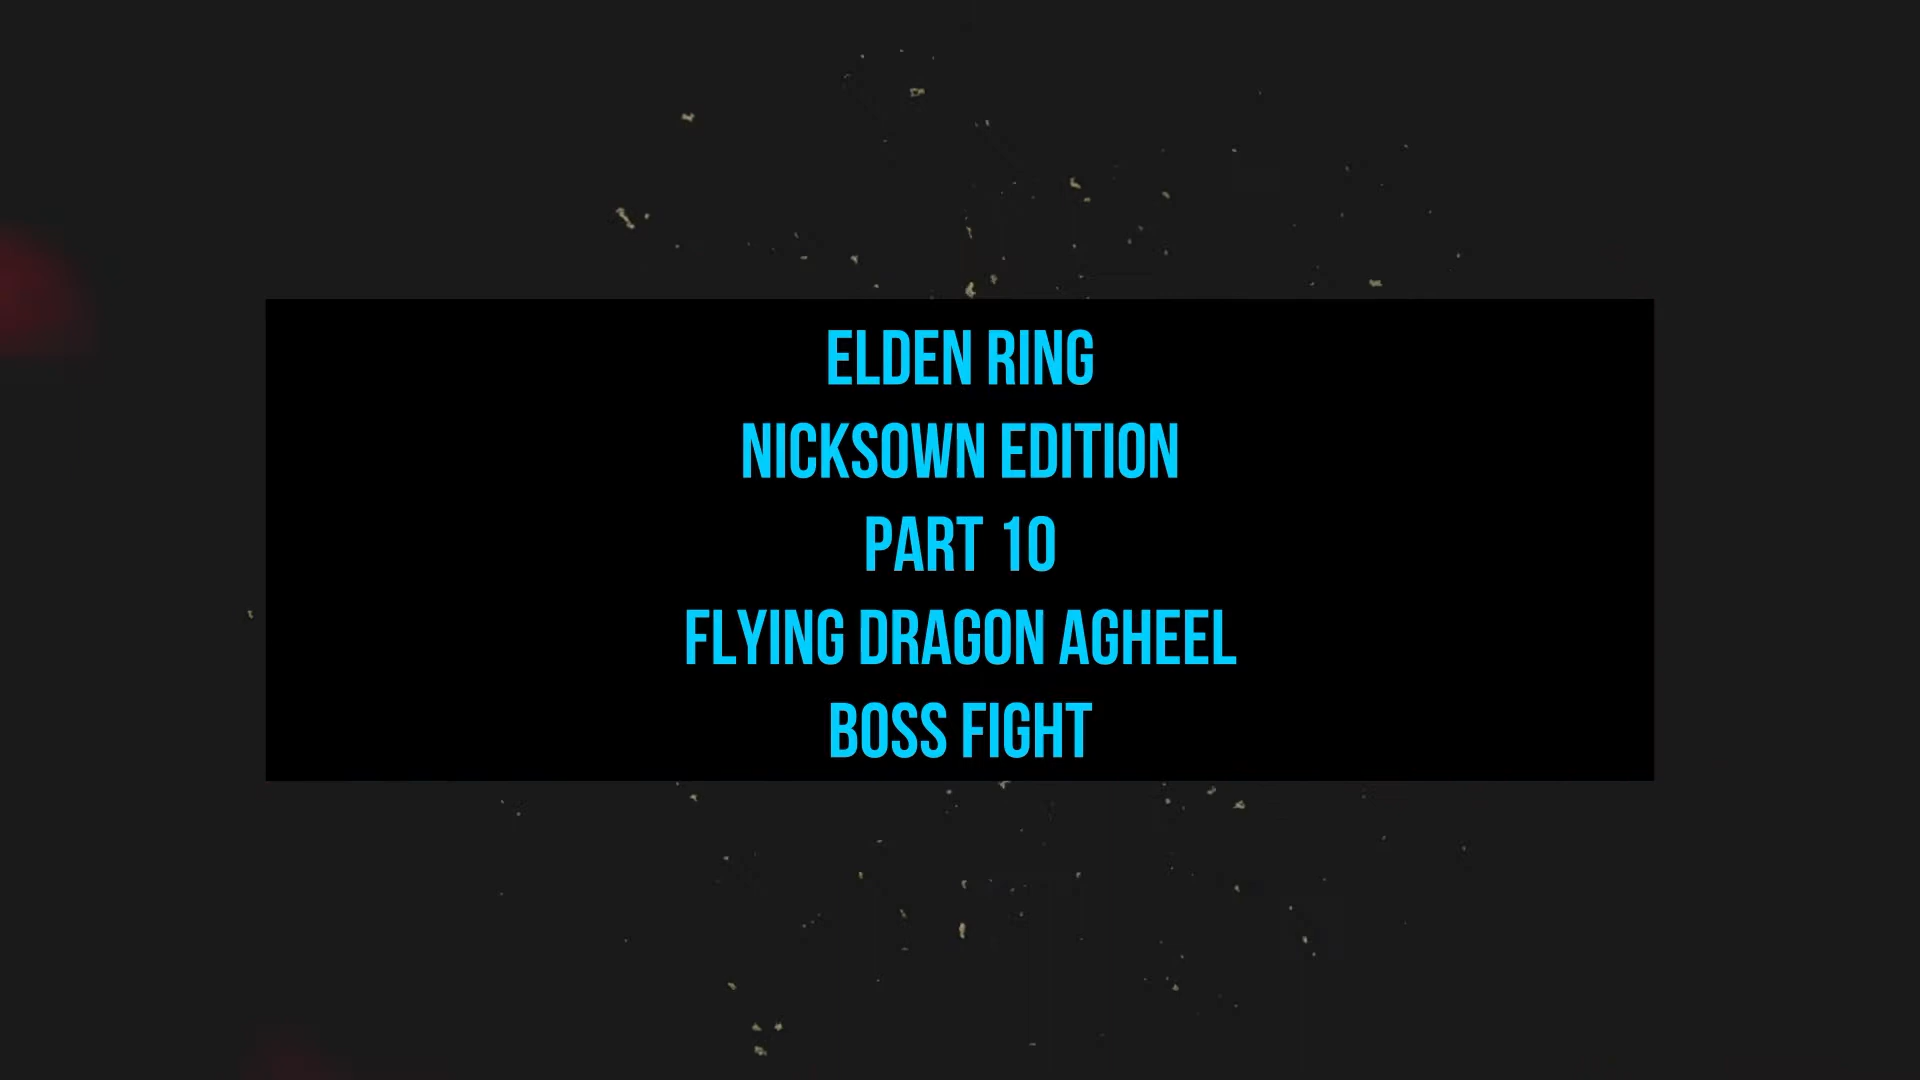 ELDEN RING
NICKSOWN EDITION
PART 10
FLYING DRAGON AGHEEL
BOSS FIGHT